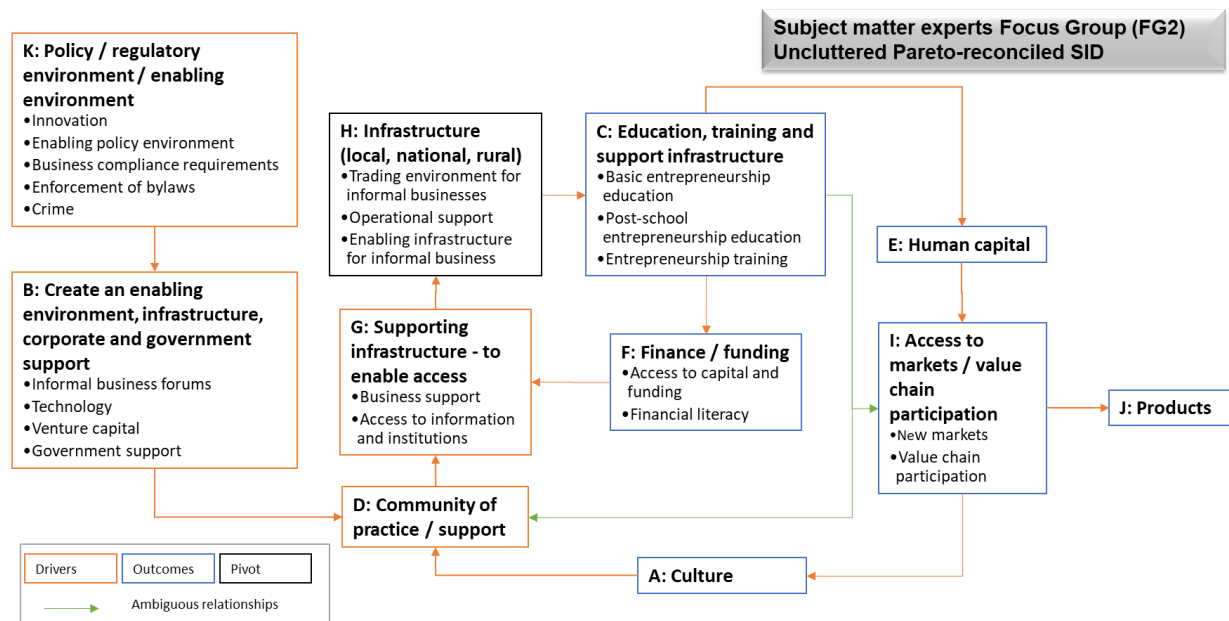 Subject matter experts Focus Group (FG2)
Uncluttered Pareto-reconciled SID
K: Policy / regulatory
environment / enabling
environment
•Innovation
•Enabling policy environment
•Business compliance requirements
•Enforcement of bylaws
•Crime
H: Infrastructure
(local, national, rural)
•Trading environment for
informal businesses
•Operational support
•Enabling infrastructure
for informal business
C: Education, training and
support infrastructure
•Basic entrepreneurship
education
•Post-school
entrepreneurship education
•Entrepreneurship training
E: Human capital
B: Create an enabling
environment, infrastructure,
corporate and government
support
•Informal business forums
•Technology
•Venture capital
•Government support
G: Supporting
infrastructure - to
enable access
•Business support
•Access to information
and institutions
F: Finance / funding
•Access to capital and
funding
•Financial literacy
I: Access to
markets / value
chain
participation
•New markets
•Value chain
participation
J: Products
D: Community of
practice / support
A: Culture
Drivers
Outcomes
Pivot
Ambiguous relationships